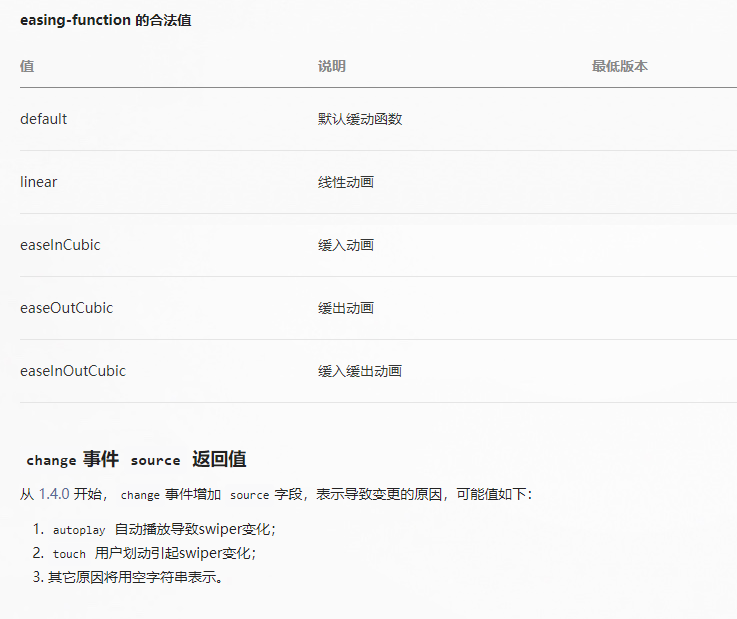 easing-function 的合法值
值 说明 最低版本
default 默认缓动函数
linear 线性动画
easeInCubic 缓入动画
easeOutCubic 缓出动画
easeInOutCubic 缓入缓出动画
change 事件 source 返回值
从 1.4.0 开始， change 事件增加 source 字段，表示导致变更的原因，可能值如下：
1. autoplay 自动播放导致swiper变化；
2. touch 用户划动引起swiper变化；
3. 其它原因将用空字符串表示。